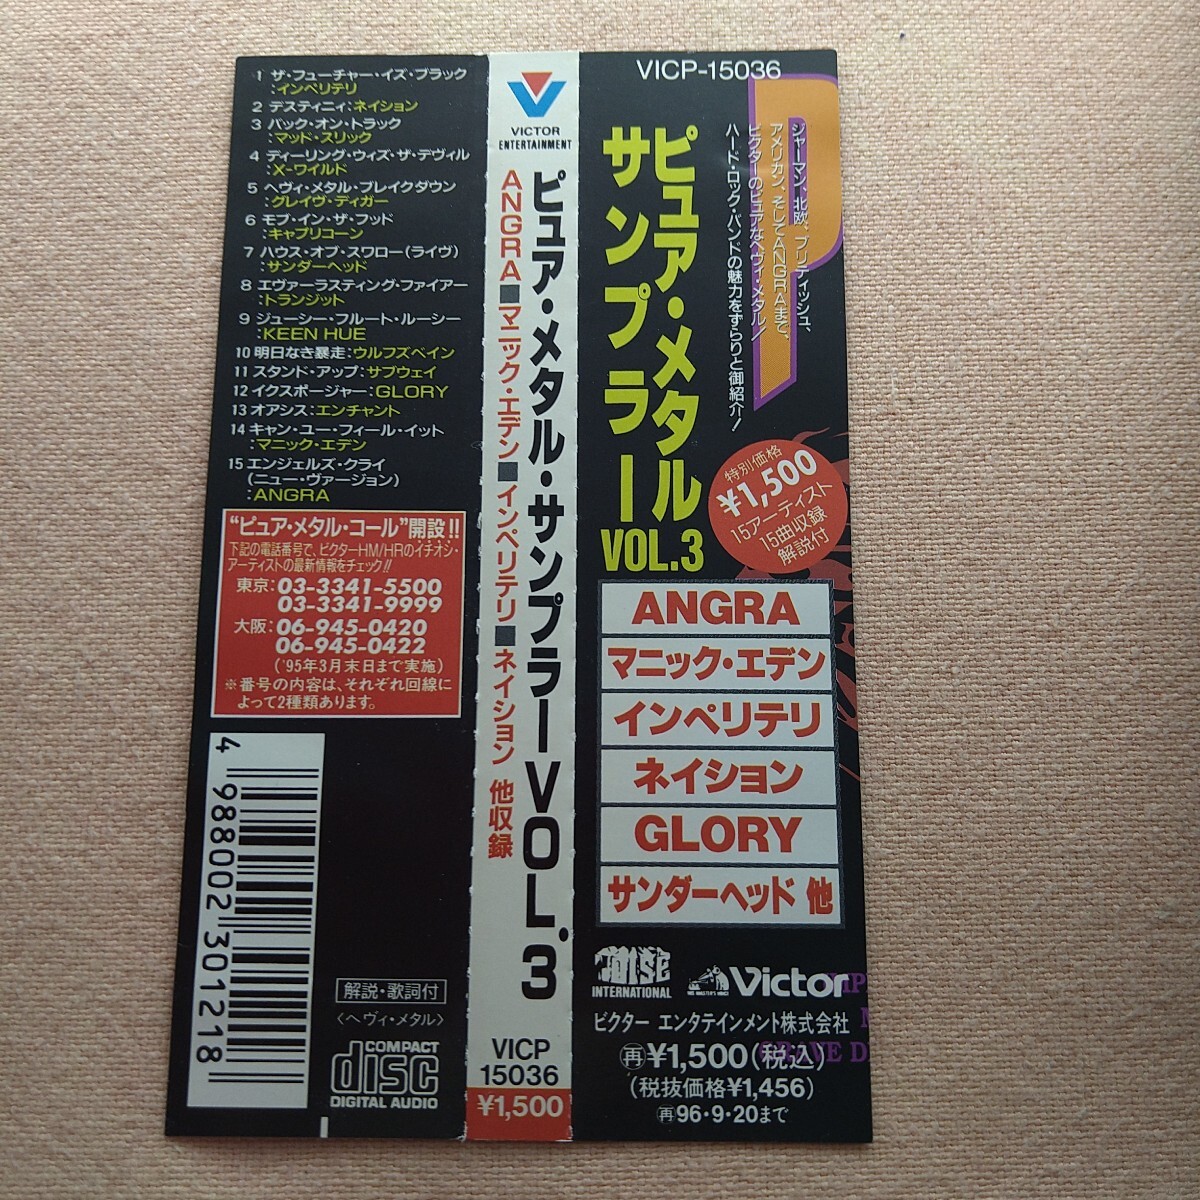 1 ザ・フューチャー・イズ・ブラック
:インペリテリ
2 デスティニィ:ネイション
3 バック・オン・トラック
:マッド・スリック
4 ディーリング・ウィズ・ザ・デヴィル
:X-ワイルド
5 ヘヴィ・メタル・ブレイクダウン
:グレイヴ・ディガー
6 モブ・イン・ザ・フッド
:キャプリコーン
7 ハウス・オブ・スワロー(ライヴ)
:サンダーヘッド
8 エヴァーラスティング・ファイアー
:トランジット
9 ジューシー・フルート・ルーシー
:KEEN HUE
10 明日なき暴走:ウルフズベイン
11 スタンド・アップ:サブウェイ
12 イクスポージャー:GLORY
13 オアシス:エンチャント
14 キャン・ユー・フィール・イット
:マニック・エデン
15 エンジェルズ・クライ
(ニュー・ヴァージョン)
:ANGRA
“ピュア・メタル・コール”開設!!
下記の電話番号で、ビクターHM/HRのイチオシ・
アーティストの最新情報をチェック!!
東京:03-3341-5500
03-3341-9999
大阪:06-945-0420
06-945-0422
('95年3月末日まで実施)
※番号の内容は、それぞれ回線に
よって2種類あります。
4 988002 301218
解説・歌詞付
〈ヘヴィ・メタル〉
COMPACT
disc
DIGITAL AUDIO
VICTOR
ENTERTAINMENT
ピュア・メタル・サンプラーVOL.3
ANGRA■マニック・エデン■インペリテリ■ネイション 他収録
VICP
15036
¥1,500
VICP-15036
P
ジャーマン、北欧、ブリティッシュ、
アメリカン、そしてANGRAまで、
ビクターのピュアなヘヴィ・メタル/
ハード・ロック・バンドの魅力をずらりと御紹介!
ピュア・メタル
サンプラー
VOL.3
特別価格
¥1,500
15アーティスト
15曲収録
解説付
ANGRA
マニック・エデン
インペリテリ
ネイション
GLORY
サンダーヘッド 他
NOISE
INTERNATIONAL
HIS MASTER'S VOICE
Victor
ビクター エンタテインメント株式会社
再¥1,500(税込)
(税抜価格¥1,456)
再96・9・20まで